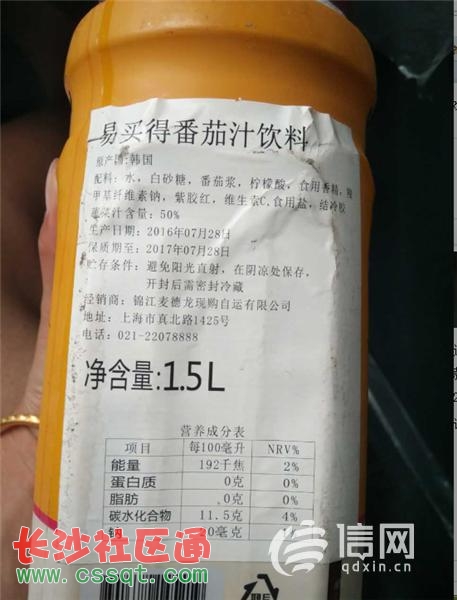 易买得番茄汁饮料
原产国:韩国
配料：水，白砂糖，番茄浆，柠檬酸，食用香精，羧
甲基纤维素钠，紫胶红，维生素C,食用盐，结冷胶
蔬菜汁含量：50%
生产日期：2016年07月28日
保质期至：2017年07月28日
贮存条件：避免阳光直射，在阴凉处保存，
开封后需密封冷藏
经销商：锦江麦德龙现购自运有限公司
地址：上海市真北路1425号
电话：021-22078888
净含量:1.5L
营养成分表
项目 每100毫升 NRV%
能量 192千焦 2%
蛋白质 0克 0%
脂肪 0克 0%
碳水化合物 11.5克 4%
钠 20毫克
长沙社区通
www.cssqt.com
信网
qdxin.cn